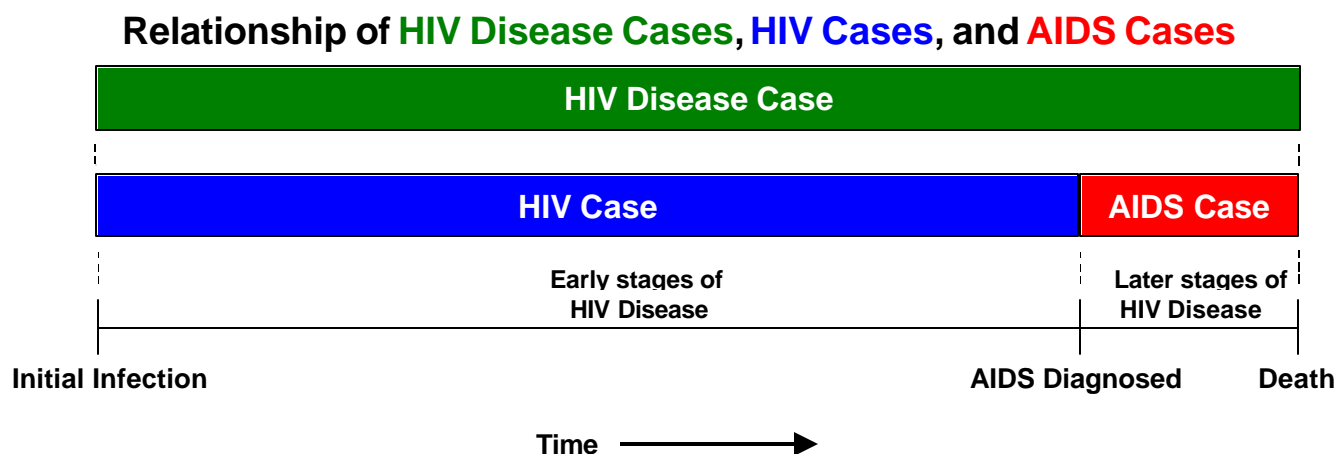 Relationship of HIV Disease Cases, HIV Cases, and AIDS Cases
HIV Disease Case
HIV Case
AIDS Case
Early stages of
HIV Disease
Later stages of
HIV Disease
Initial Infection
AIDS Diagnosed
Death
Time